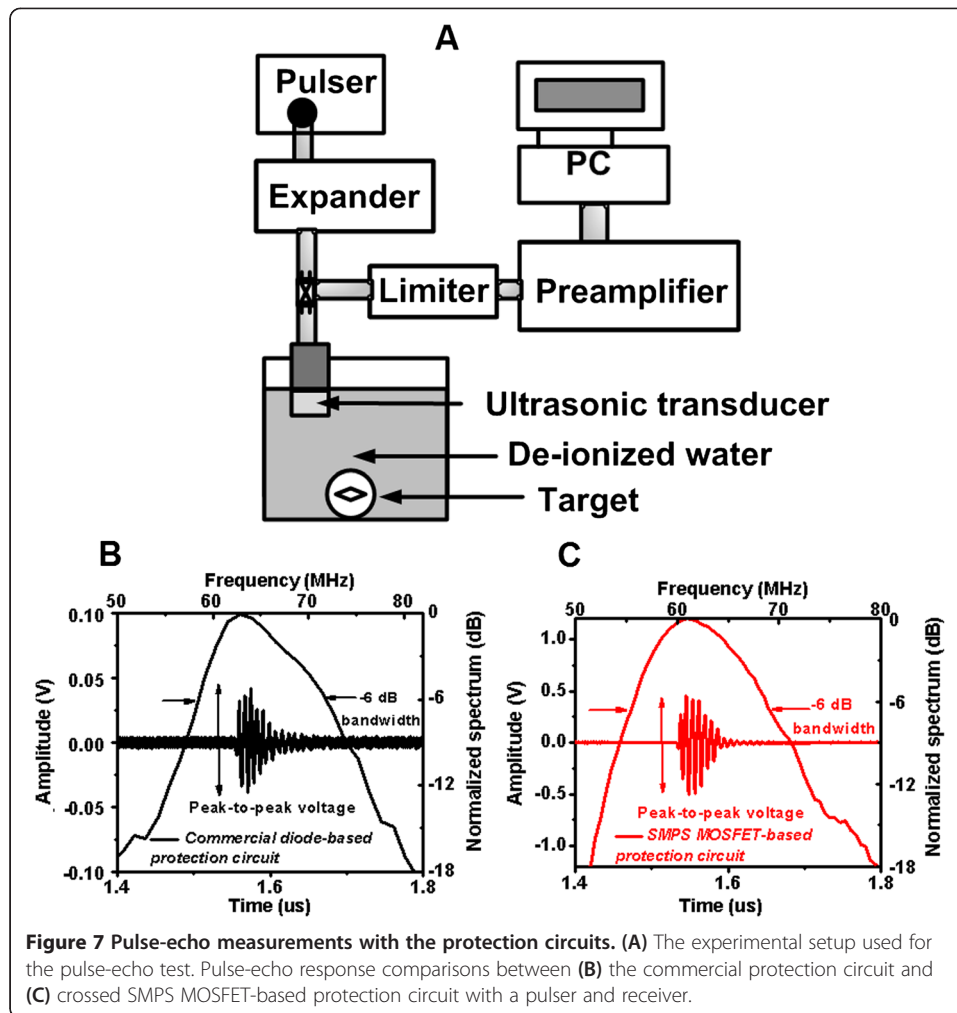 A
Pulser
Expander
PC
Limiter
Preamplifier
Ultrasonic transducer
De-ionized water
Target
B
Frequency (MHz)
50 60 70 80
0.10
0.05
0.00
-0.05
-0.10
Amplitude (V)
0
-6
-12
-18
Normalized spectrum (dB)
-6 dB
bandwidth
Peak-to-peak voltage
Commercial diode-based
protection circuit
1.4 1.6 1.8
Time (us)
C
Frequency (MHz)
50 60 70 80
1.0
0.5
0.0
-0.5
-1.0
Amplitude (V)
0
-6
-12
-18
Normalized spectrum (dB)
-6 dB
bandwidth
Peak-to-peak voltage
SMPS MOSFET-based
protection circuit
1.4 1.6 1.8
Time (us)
Figure 7 Pulse-echo measurements with the protection circuits. (A) The experimental setup used for
the pulse-echo test. Pulse-echo response comparisons between (B) the commercial protection circuit and
(C) crossed SMPS MOSFET-based protection circuit with a pulser and receiver.